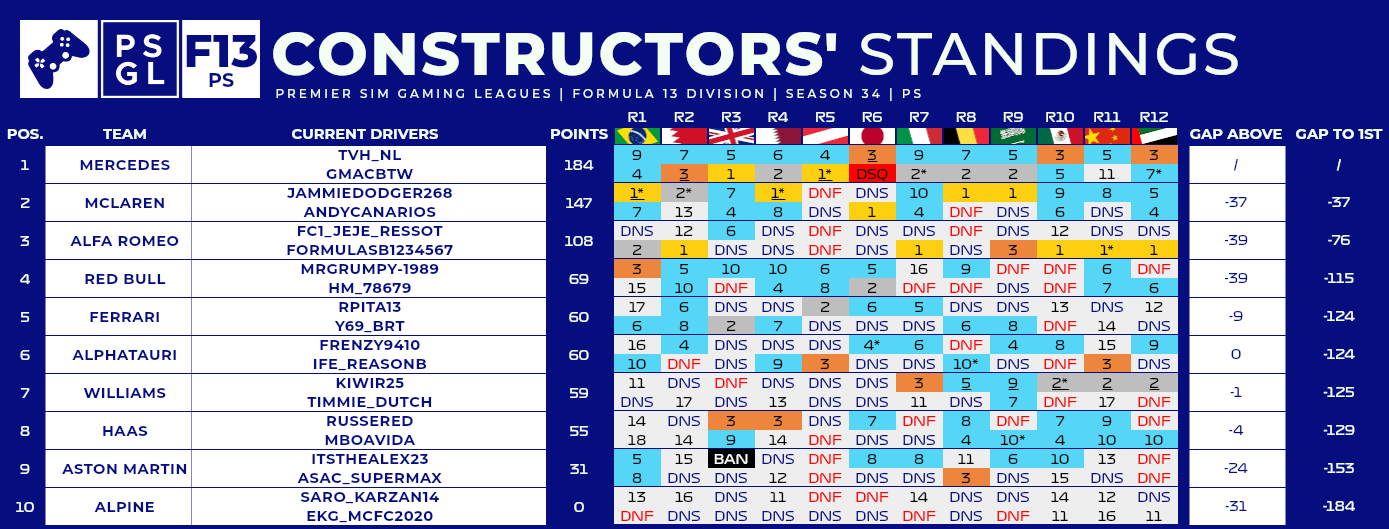 PS
GL
F13
PS
CONSTRUCTORS' STANDINGS
PREMIER SIM GAMING LEAGUES | FORMULA 13 DIVISION | SEASON 34 | PS
R1 R2 R3 R4 R5 R6 R7 R8 R9 R10 R11 R12
POS. TEAM CURRENT DRIVERS POINTS GAP ABOVE GAP TO 1ST
TVH_NL 9 7 5 6 4 3 9 7 5 3 5 3
1 MERCEDES 184 / /
GMACBTW 4 3 1 2 1* DSQ 2* 2 2 5 11 7*
JAMMIEDODGER268 1* 2* 7 1* DNF DNS 10 1 1 9 8 5
2 MCLAREN 147 -37 -37
ANDYCANARIOS 7 13 4 8 DNS 1 4 DNF DNS 6 DNS 4
FC1_JEJE_RESSOT DNS 12 6 DNS DNF DNS DNS DNF DNS 12 DNS DNS
3 ALFA ROMEO 108 -39 -76
FORMULASB1234567 2 1 DNS DNS DNF DNS 1 DNF 3 1 1* 1
MRGRUMPY-1989 3 5 10 10 6 5 16 9 DNF DNF 6 DNF
4 RED BULL 69 -39 -115
HM_78679 15 10 DNF 4 8 2 DNF DNF DNS DNF 7 6
RPITA13 17 6 DNS DNS 2 6 5 DNS DNS 13 DNS 12
5 FERRARI 60 -9 -124
Y69_BRT 6 8 2 7 DNS DNS DNS 6 8 DNF 14 DNS
FRENZY9410 16 4 DNS DNS DNS 4* 6 DNF 4 8 15 9
6 ALPHATAURI 60 0 -124
IFE_REASONB 10 DNF DNS 9 3 DNS DNS 10* DNS DNF 3 DNS
KIWIR25 11 DNS DNF DNS DNS DNS 3 5 9 2* 2 2
7 WILLIAMS 59 -1 -125
TIMMIE_DUTCH DNS 17 DNS 13 DNS DNS 11 DNS 7 DNF 17 DNF
RUSSERED 14 DNS 3 3 DNS 7 DNF 8 DNF 7 9 DNF
8 HAAS 55 -4 -129
MBOAVIDA 18 14 9 14 DNF DNS DNS 4 10* 4 10 10
ITSTHEALEX23 5 15 BAN DNS DNF 8 8 11 6 10 13 DNF
9 ASTON MARTIN 31 -24 -153
ASAC_SUPERMAX 8 DNS DNS 12 DNF DNS DNS 3 DNS 15 DNS DNF
SARO_KARZAN14 13 16 DNS 11 DNF DNF 14 DNS DNS 14 12 DNS
10 ALPINE 0 -31 -184
EKG_MCFC2020 DNF DNS DNS DNS DNS DNS DNF DNS DNF 11 16 11